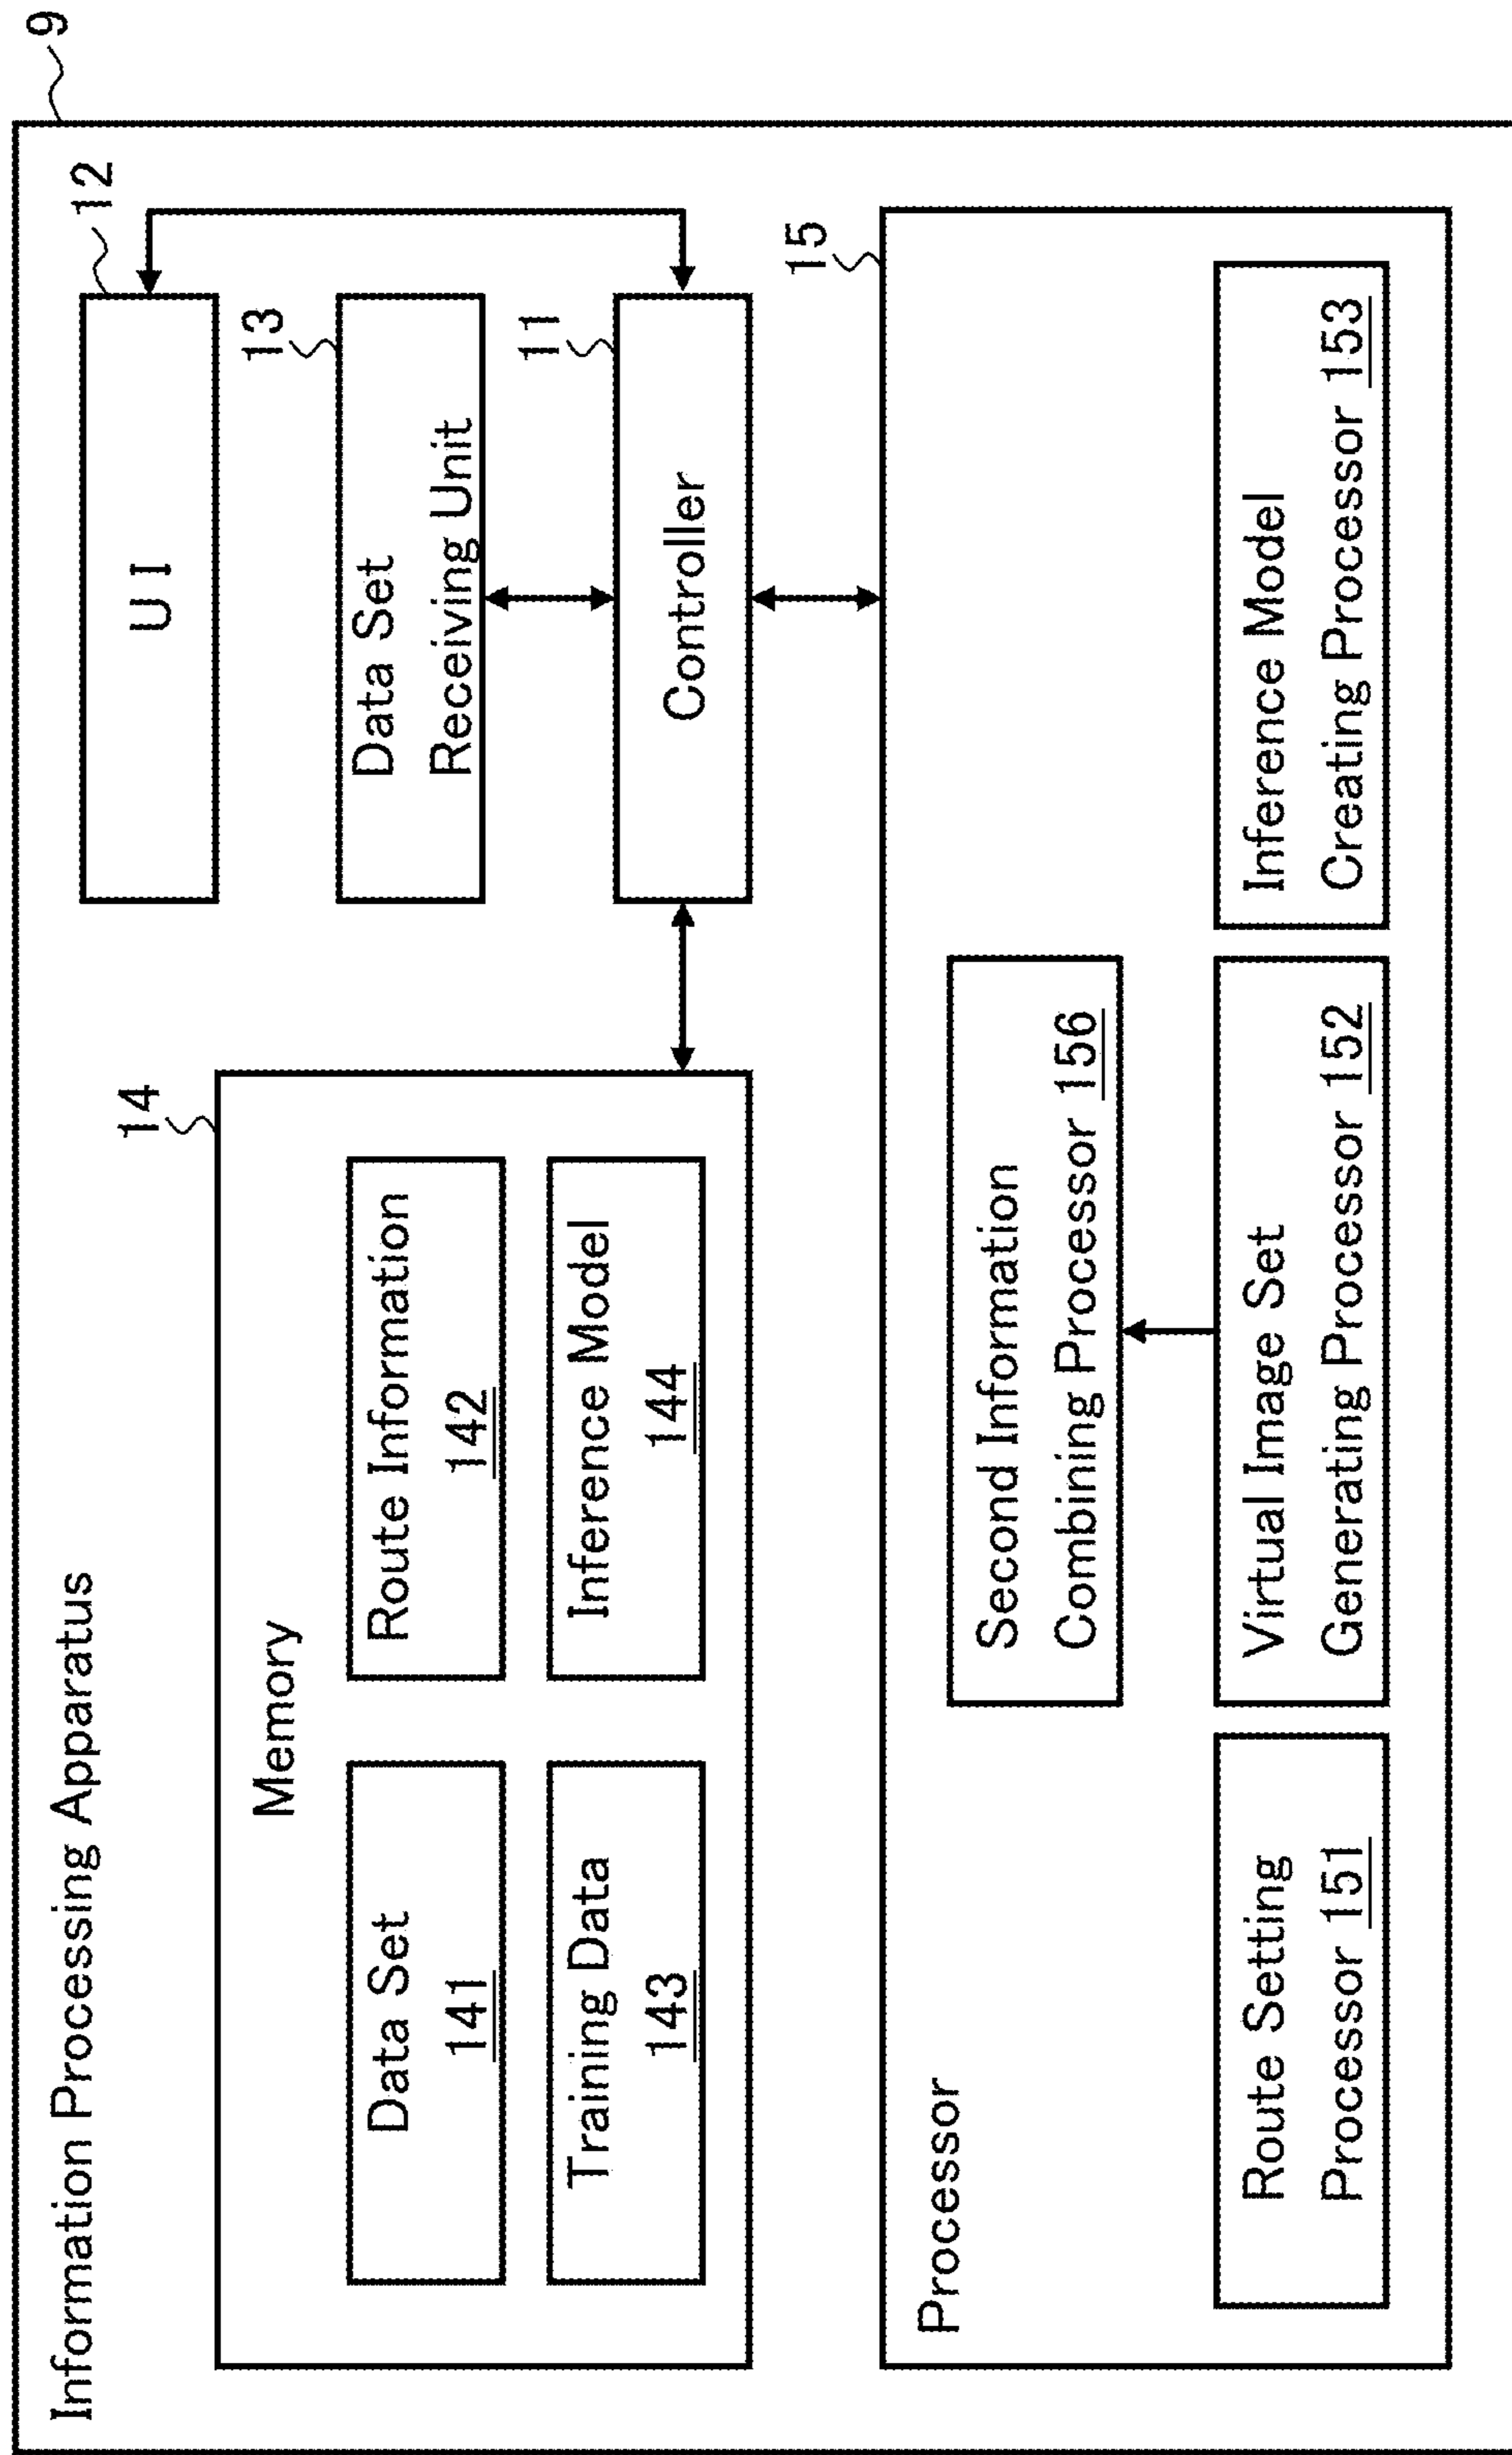 9
Information Processing Apparatus
14
Memory
Data Set
141
Route Information
142
Training Data
143
Inference Model
144
12
U I
13
Data Set
Receiving Unit
11
Controller
15
Processor
Second Information
Combining Processor 156
Route Setting
Processor 151
Virtual Image Set
Generating Processor 152
Inference Model
Creating Processor 153